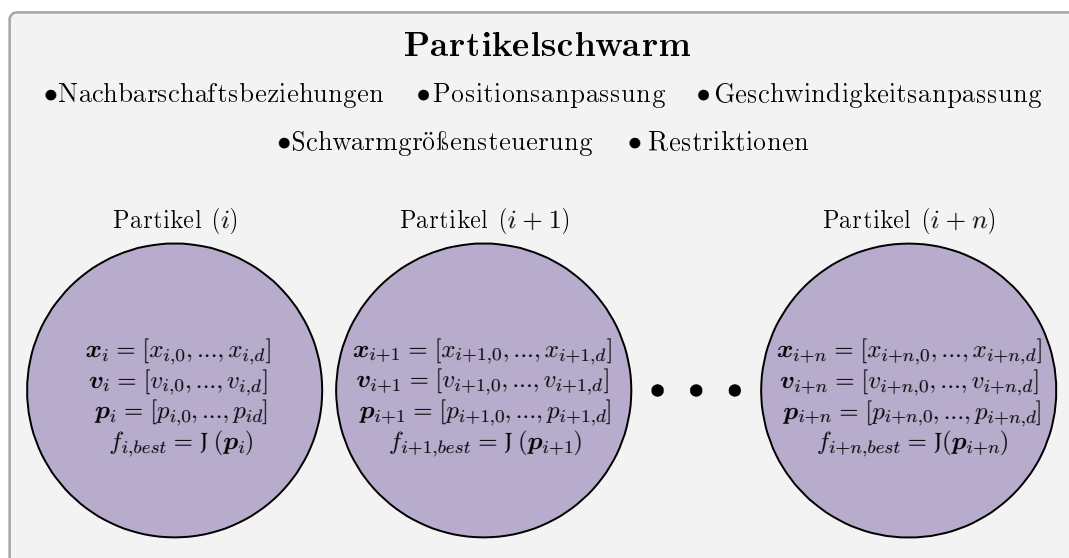 Partikelschwarm
•Nachbarschaftsbeziehungen •Positionsanpassung •Geschwindigkeitsanpassung
•Schwarmgrößensteuerung • Restriktionen
Partikel (i) Partikel (i + 1) Partikel (i + n)
x_i = [x_{i,0}, ..., x_{i,d}]
v_i = [v_{i,0}, ..., v_{i,d}]
p_i = [p_{i,0}, ..., p_{id}]
f_{i,best} = J (p_i)
x_{i+1} = [x_{i+1,0}, ..., x_{i+1,d}]
v_{i+1} = [v_{i+1,0}, ..., v_{i+1,d}]
p_{i+1} = [p_{i+1,0}, ..., p_{i+1,d}]
f_{i+1,best} = J (p_{i+1})
• • •
x_{i+n} = [x_{i+n,0}, ..., x_{i+n,d}]
v_{i+n} = [v_{i+n,0}, ..., v_{i+n,d}]
p_{i+n} = [p_{i+n,0}, ..., p_{i+n,d}]
f_{i+n,best} = J(p_{i+n})